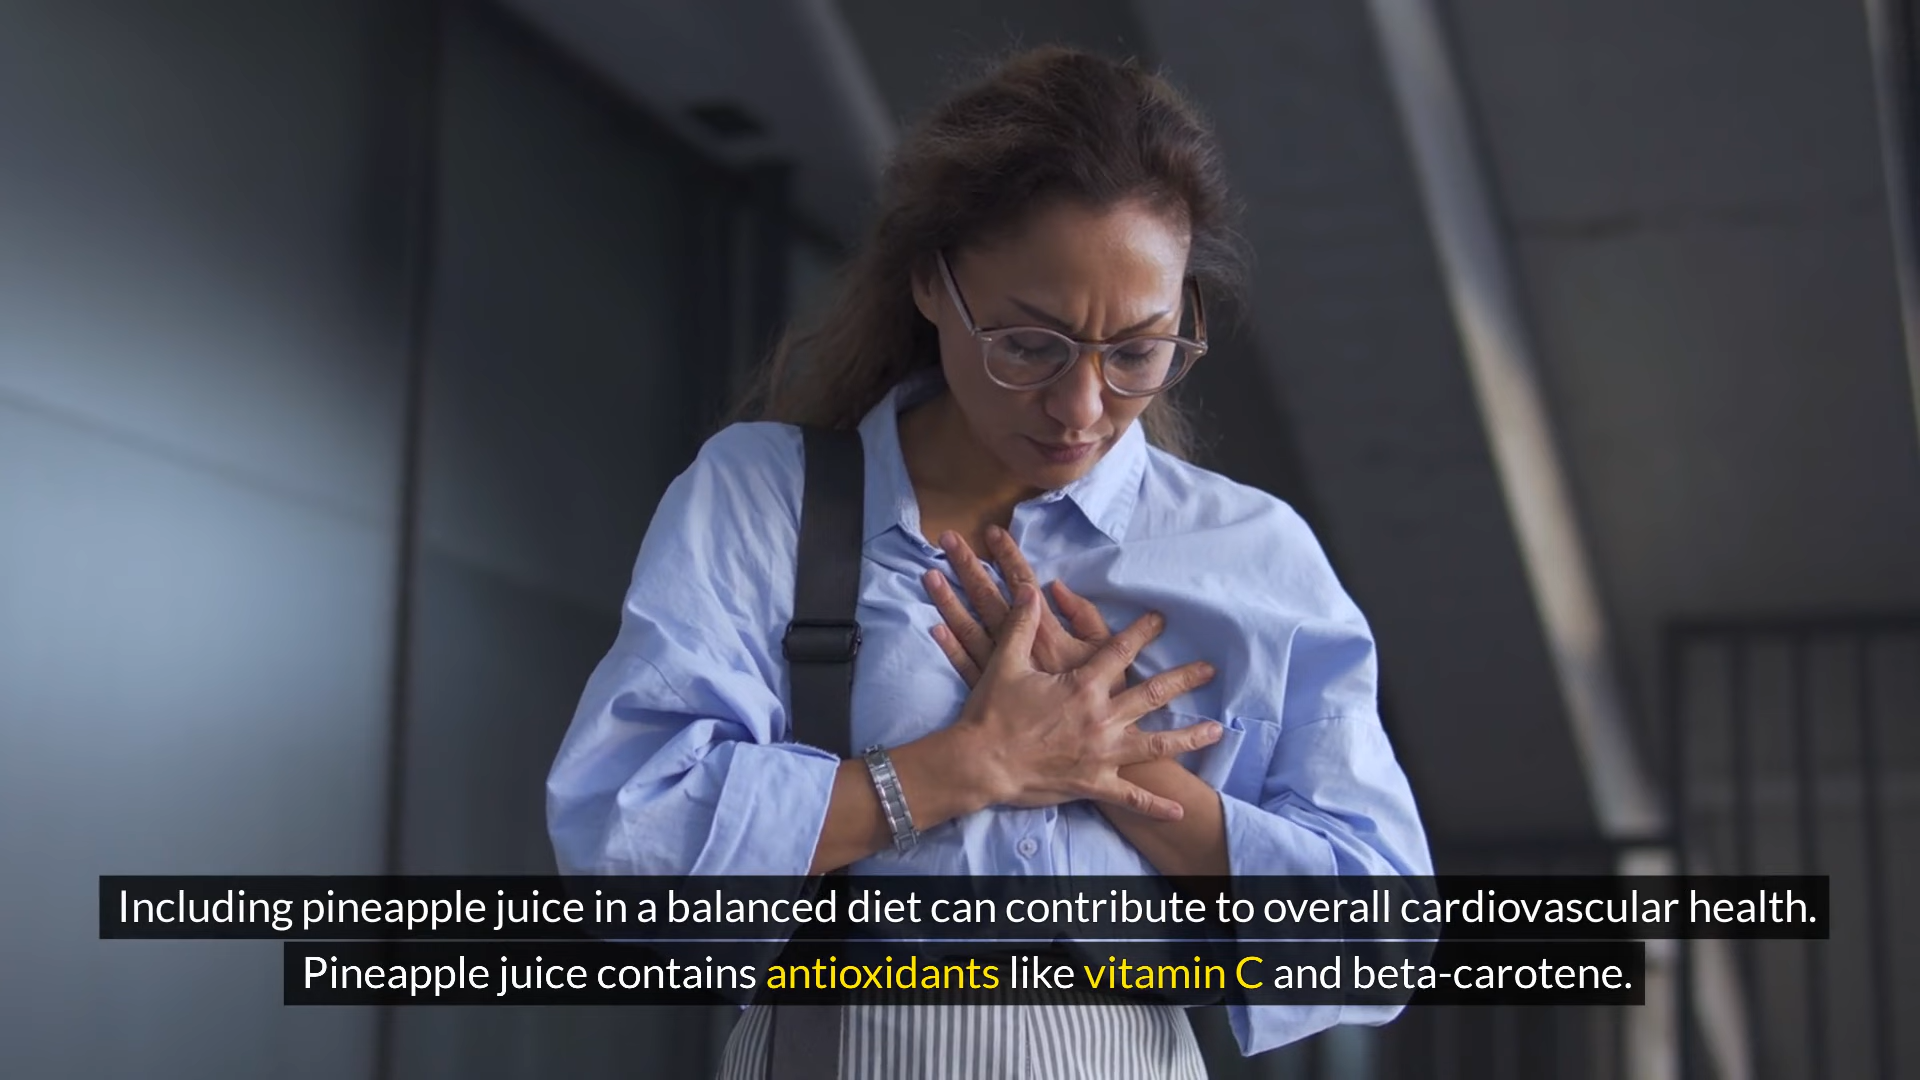 Including pineapple juice in a balanced diet can contribute to overall cardiovascular health.
Pineapple juice contains antioxidants like vitamin C and beta-carotene.